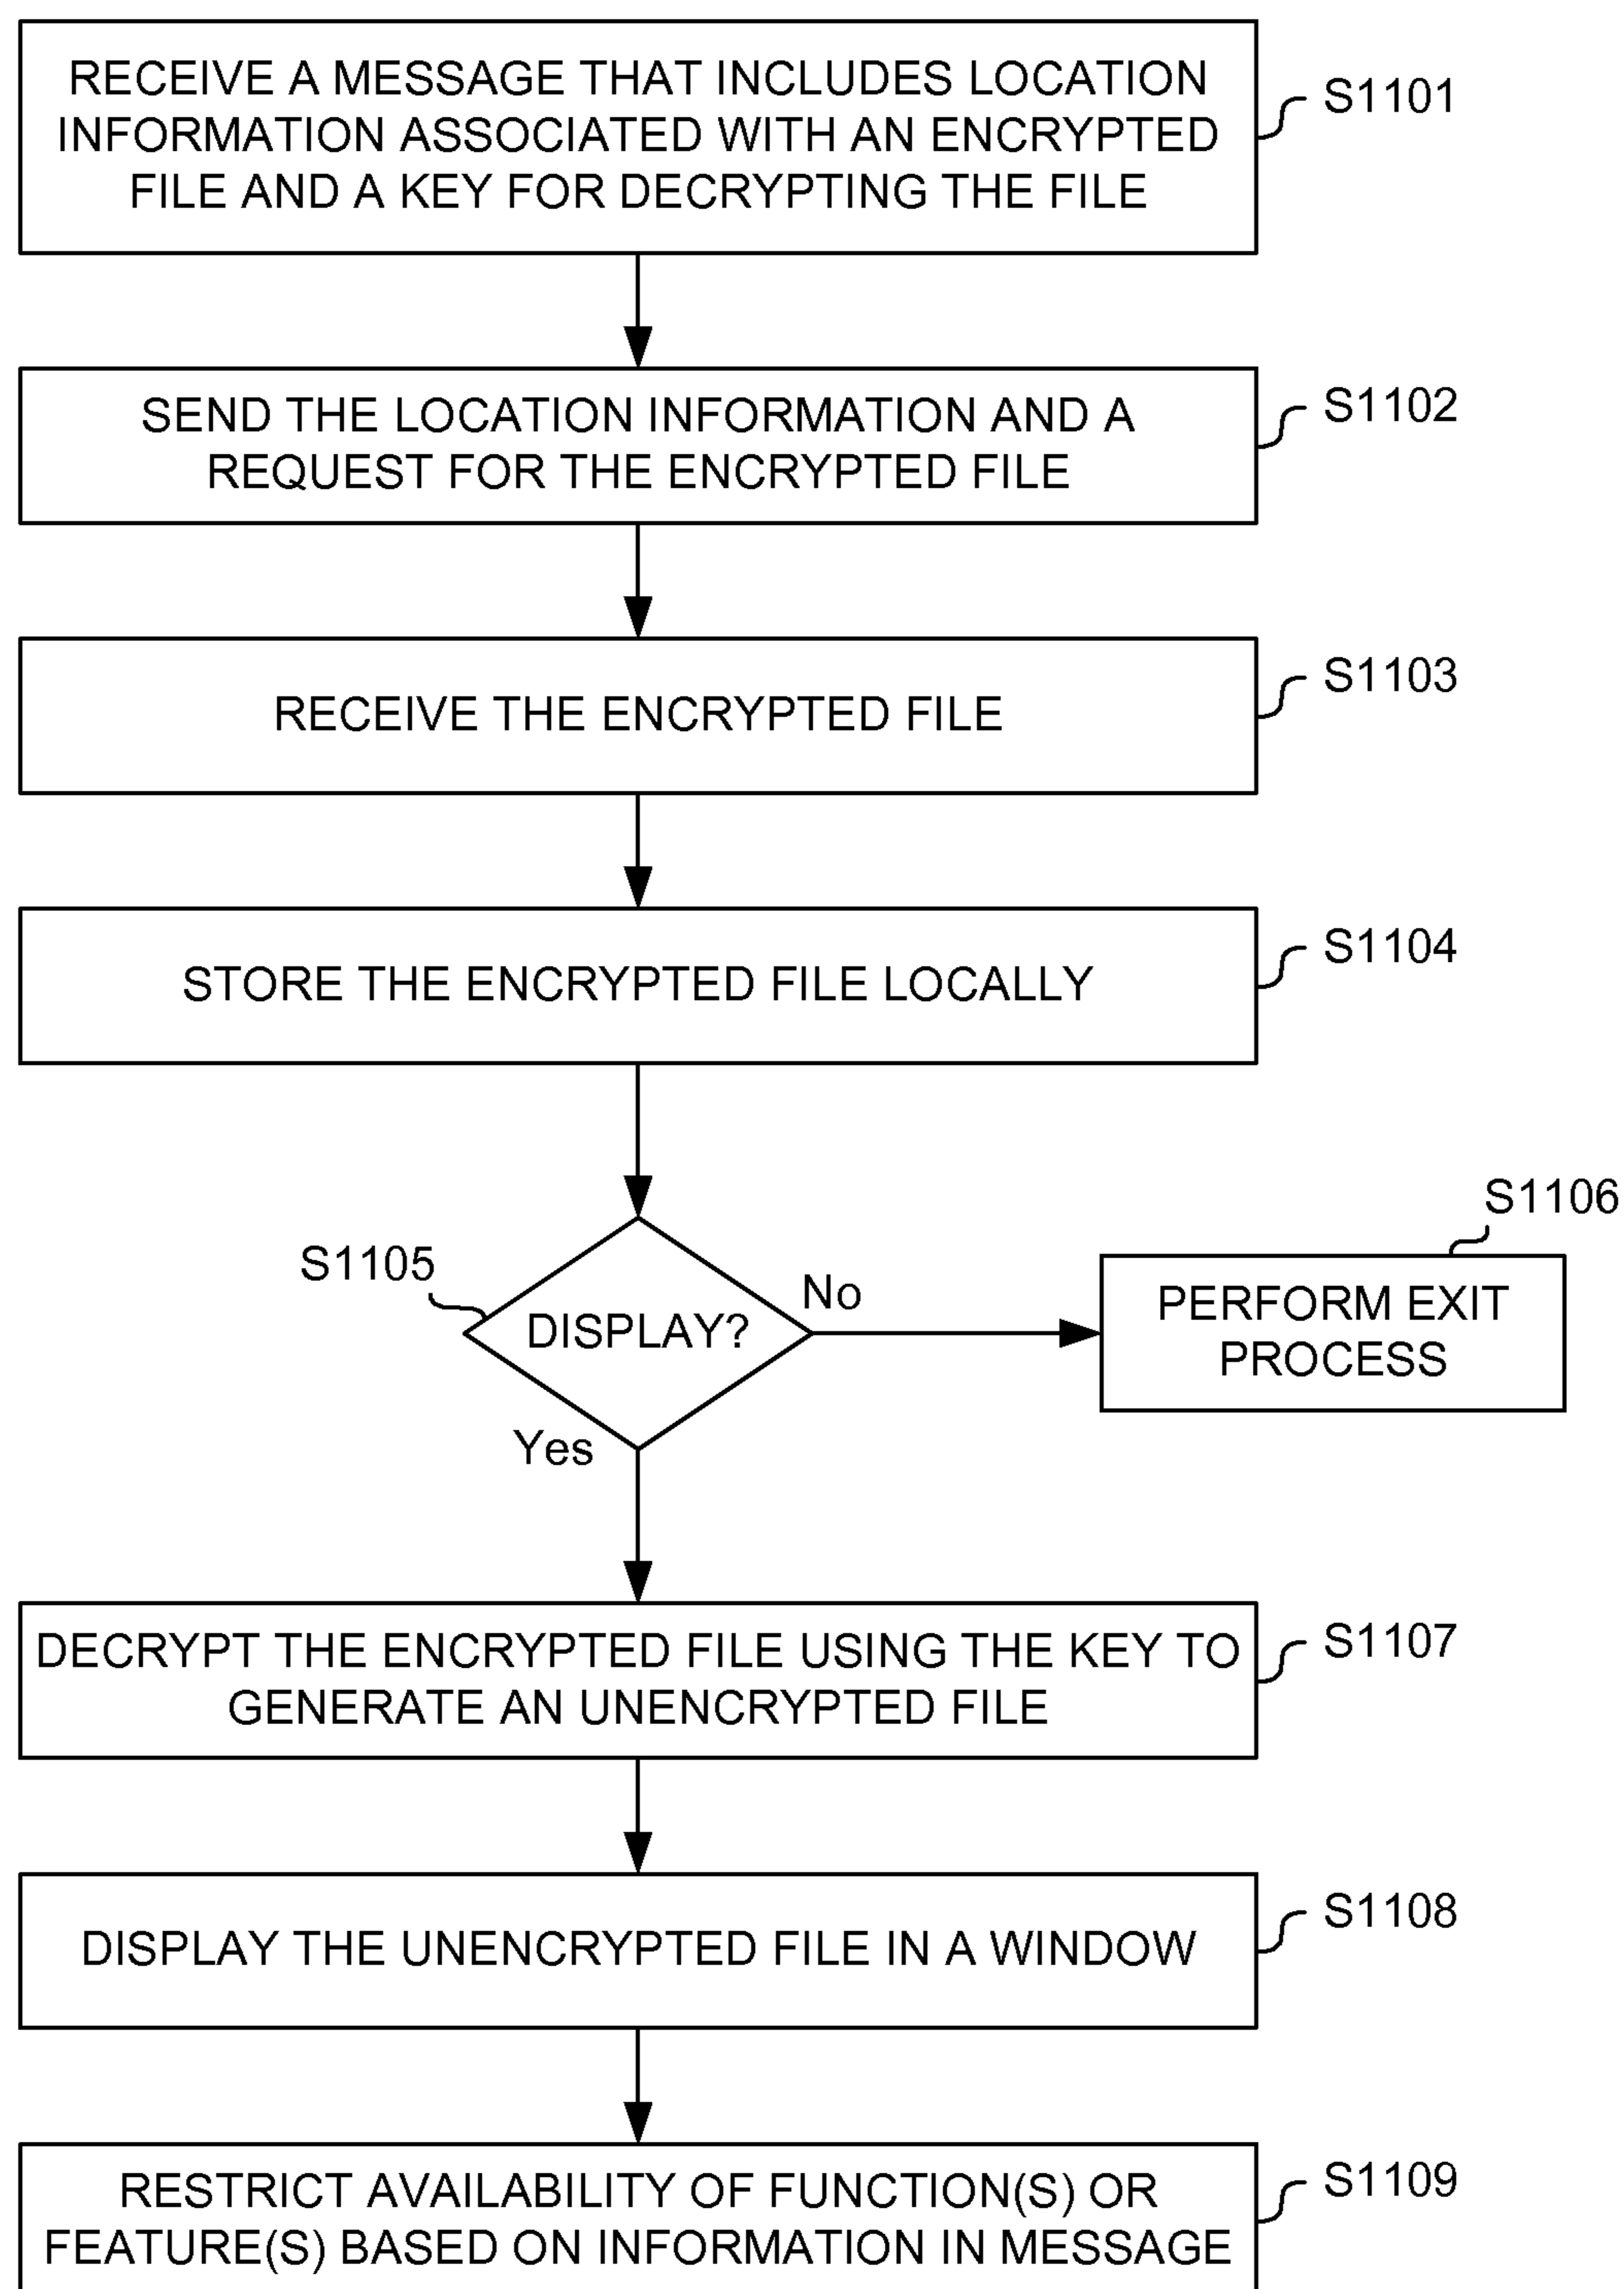 RECEIVE A MESSAGE THAT INCLUDES LOCATION
INFORMATION ASSOCIATED WITH AN ENCRYPTED
FILE AND A KEY FOR DECRYPTING THE FILE
S1101
SEND THE LOCATION INFORMATION AND A
REQUEST FOR THE ENCRYPTED FILE
S1102
RECEIVE THE ENCRYPTED FILE
S1103
STORE THE ENCRYPTED FILE LOCALLY
S1104
S1105
DISPLAY?
No
S1106
PERFORM EXIT
PROCESS
Yes
DECRYPT THE ENCRYPTED FILE USING THE KEY TO
GENERATE AN UNENCRYPTED FILE
S1107
DISPLAY THE UNENCRYPTED FILE IN A WINDOW
S1108
RESTRICT AVAILABILITY OF FUNCTION(S) OR
FEATURE(S) BASED ON INFORMATION IN MESSAGE
S1109